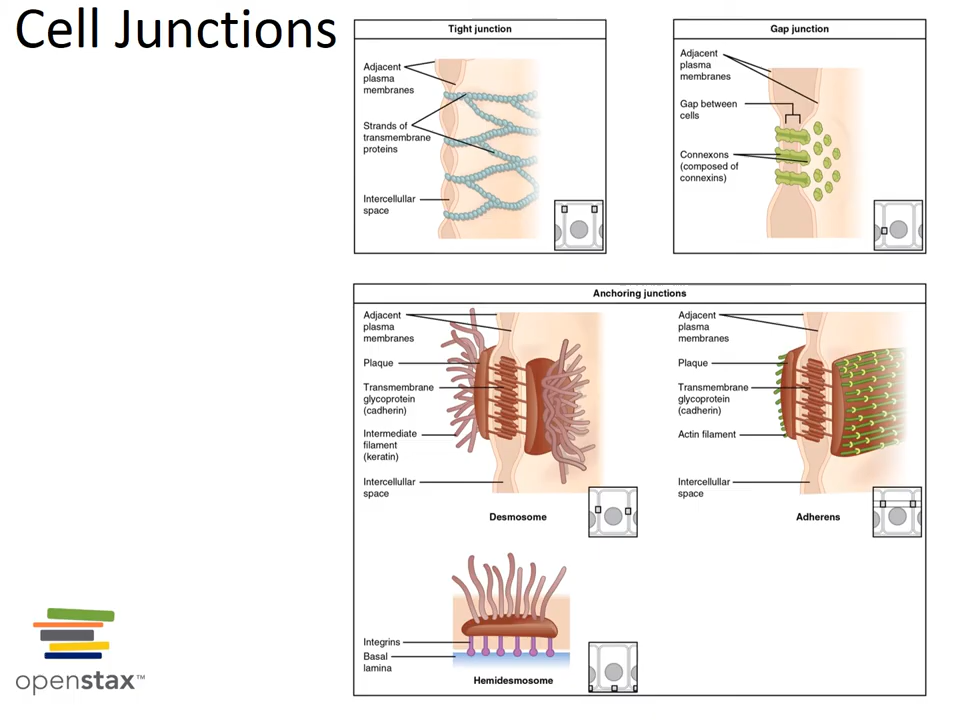 Cell Junctions
Tight junction
Adjacent
plasma
membranes
Strands of
transmembrane
proteins
Intercellular
space
Gap junction
Adjacent
plasma
membranes
Gap between
cells
Connexons
(composed of
connexins)
Anchoring junctions
Adjacent
plasma
membranes
Plaque
Transmembrane
glycoprotein
(cadherin)
Intermediate
filament
(keratin)
Intercellular
space
Desmosome
Adjacent
plasma
membranes
Plaque
Transmembrane
glycoprotein
(cadherin)
Actin filament
Intercellular
space
Adherens
Integrins
Basal
lamina
Hemidesmosome
openstax™